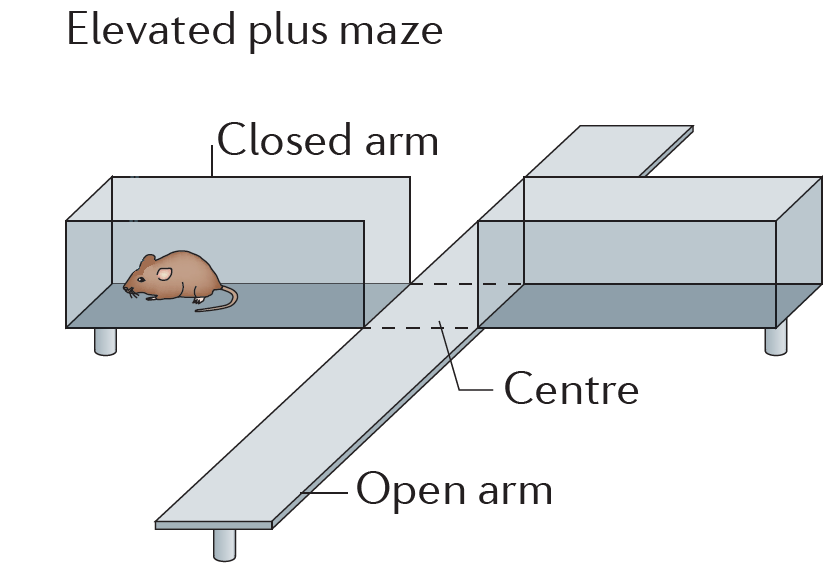 Elevated plus maze
Closed arm
Centre
Open arm